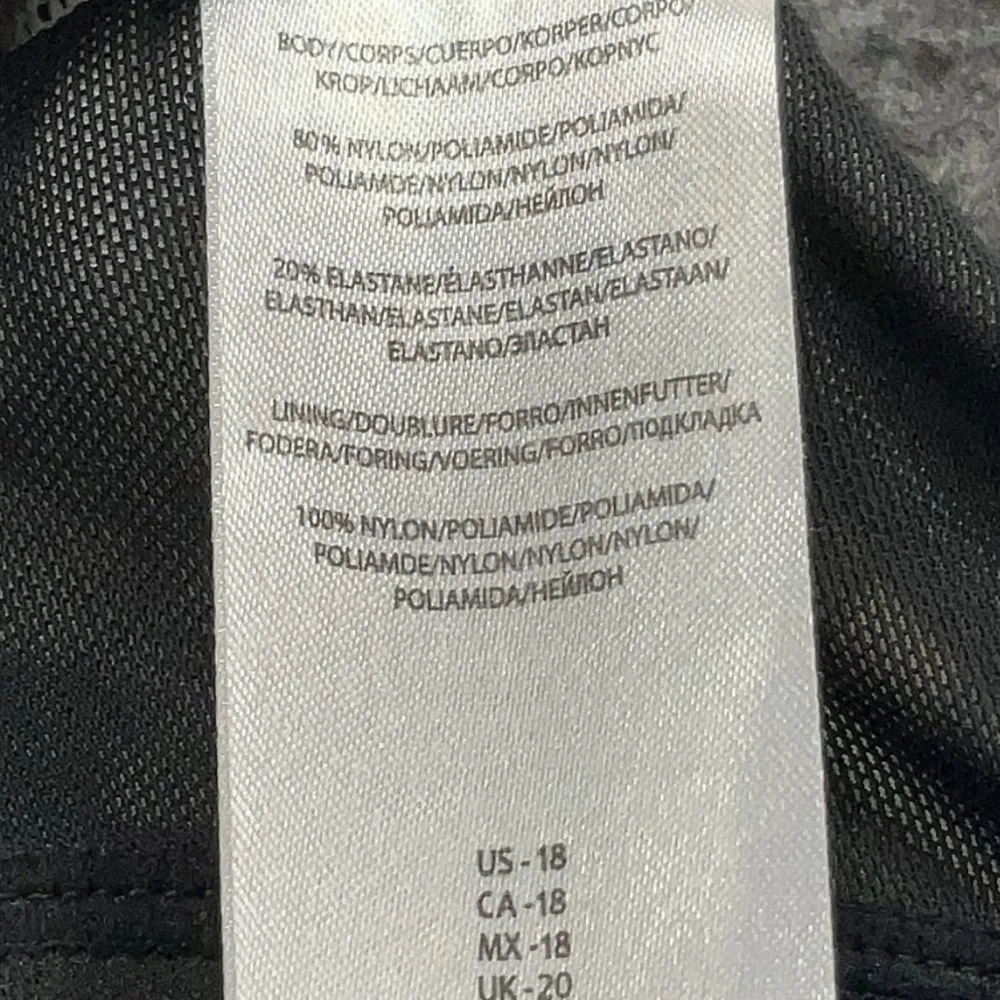 BODY/CORPS/CUERPO/KÖRPER/CORPO/
KROP/LICHAAM/CORPO/KOPNYC
80% NYLON/POLIAMIDE/POLIAMIDA/
POLIAMDE/NYLON/NYLON/NYLON/
POLIAMIDA/НЕЙЛОН
20% ELASTANE/ÉLASTHANNE/ELASTANO/
ELASTHAN/ELASTANE/ELASTAN/ELASTAAN/
ELASTANO/ЭЛАСТАН
LINING/DOUBLURE/FORRO/INNENFUTTER/
FODERA/FORING/VOERING/FORRO/ПОДКЛАДКА
100% NYLON/POLIAMIDE/POLIAMIDA/
POLIAMDE/NYLON/NYLON/NYLON/
POLIAMIDA/НЕЙЛОН
US - 18
CA - 18
MX - 18
UK - 20